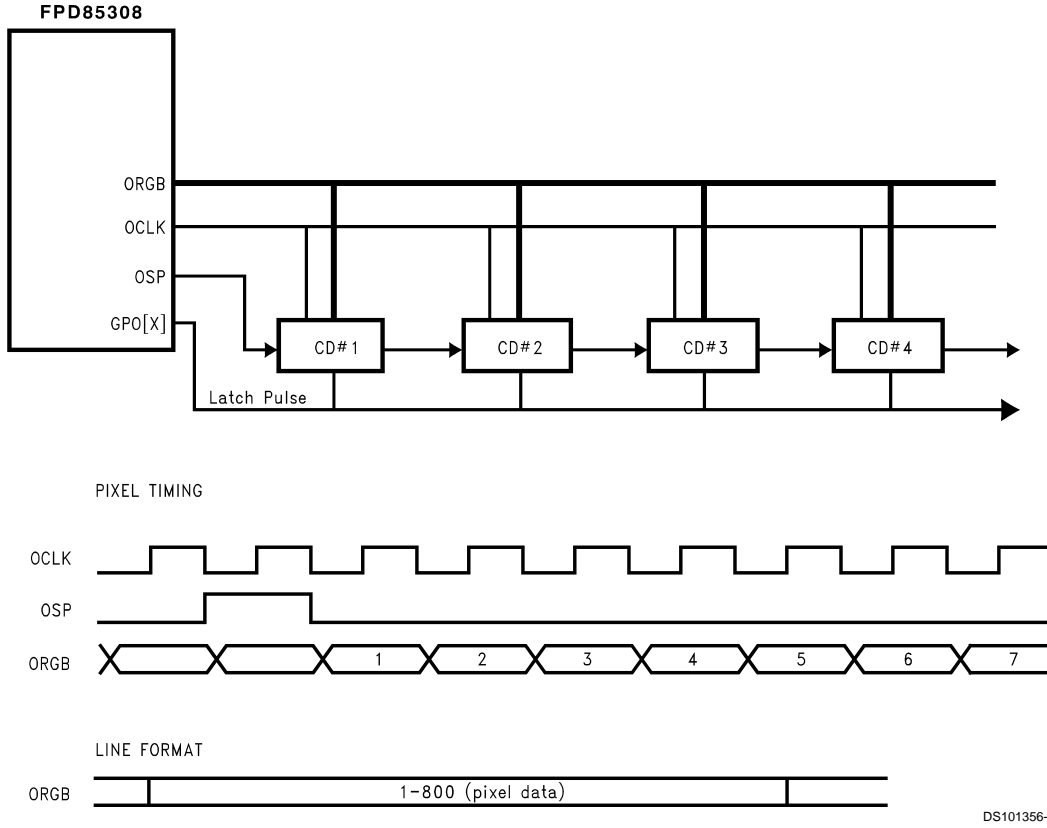 FPD85308
ORGB
OCLK
OSP
GPO[X]
CD#1
CD#2
CD#3
CD#4
Latch Pulse
PIXEL TIMING
OCLK
OSP
ORGB
1 2 3 4 5 6 7
LINE FORMAT
ORGB
1-800 (pixel data)
DS101356-